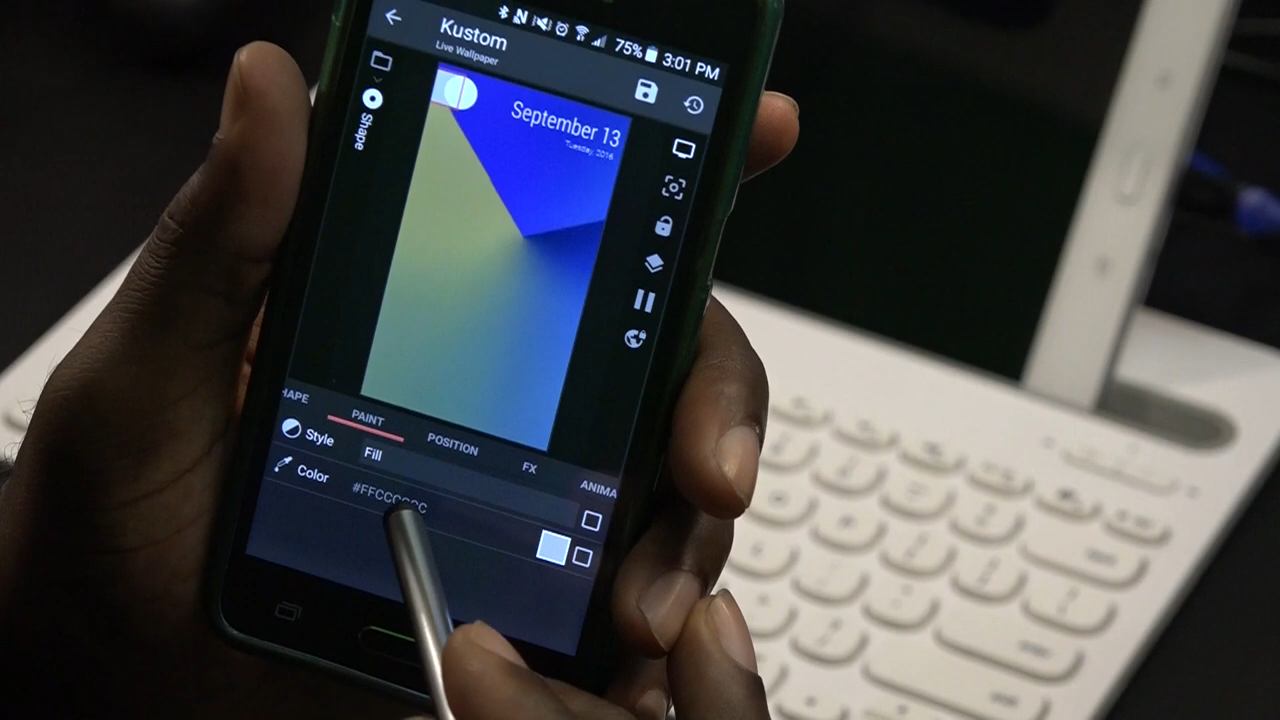 75% 3:01 PM
Kustom
Live Wallpaper
Shape
September 13
Tuesday, 2016
HAPE PAINT POSITION FX ANIMA
Style Fill
Color #FFCCCCCC